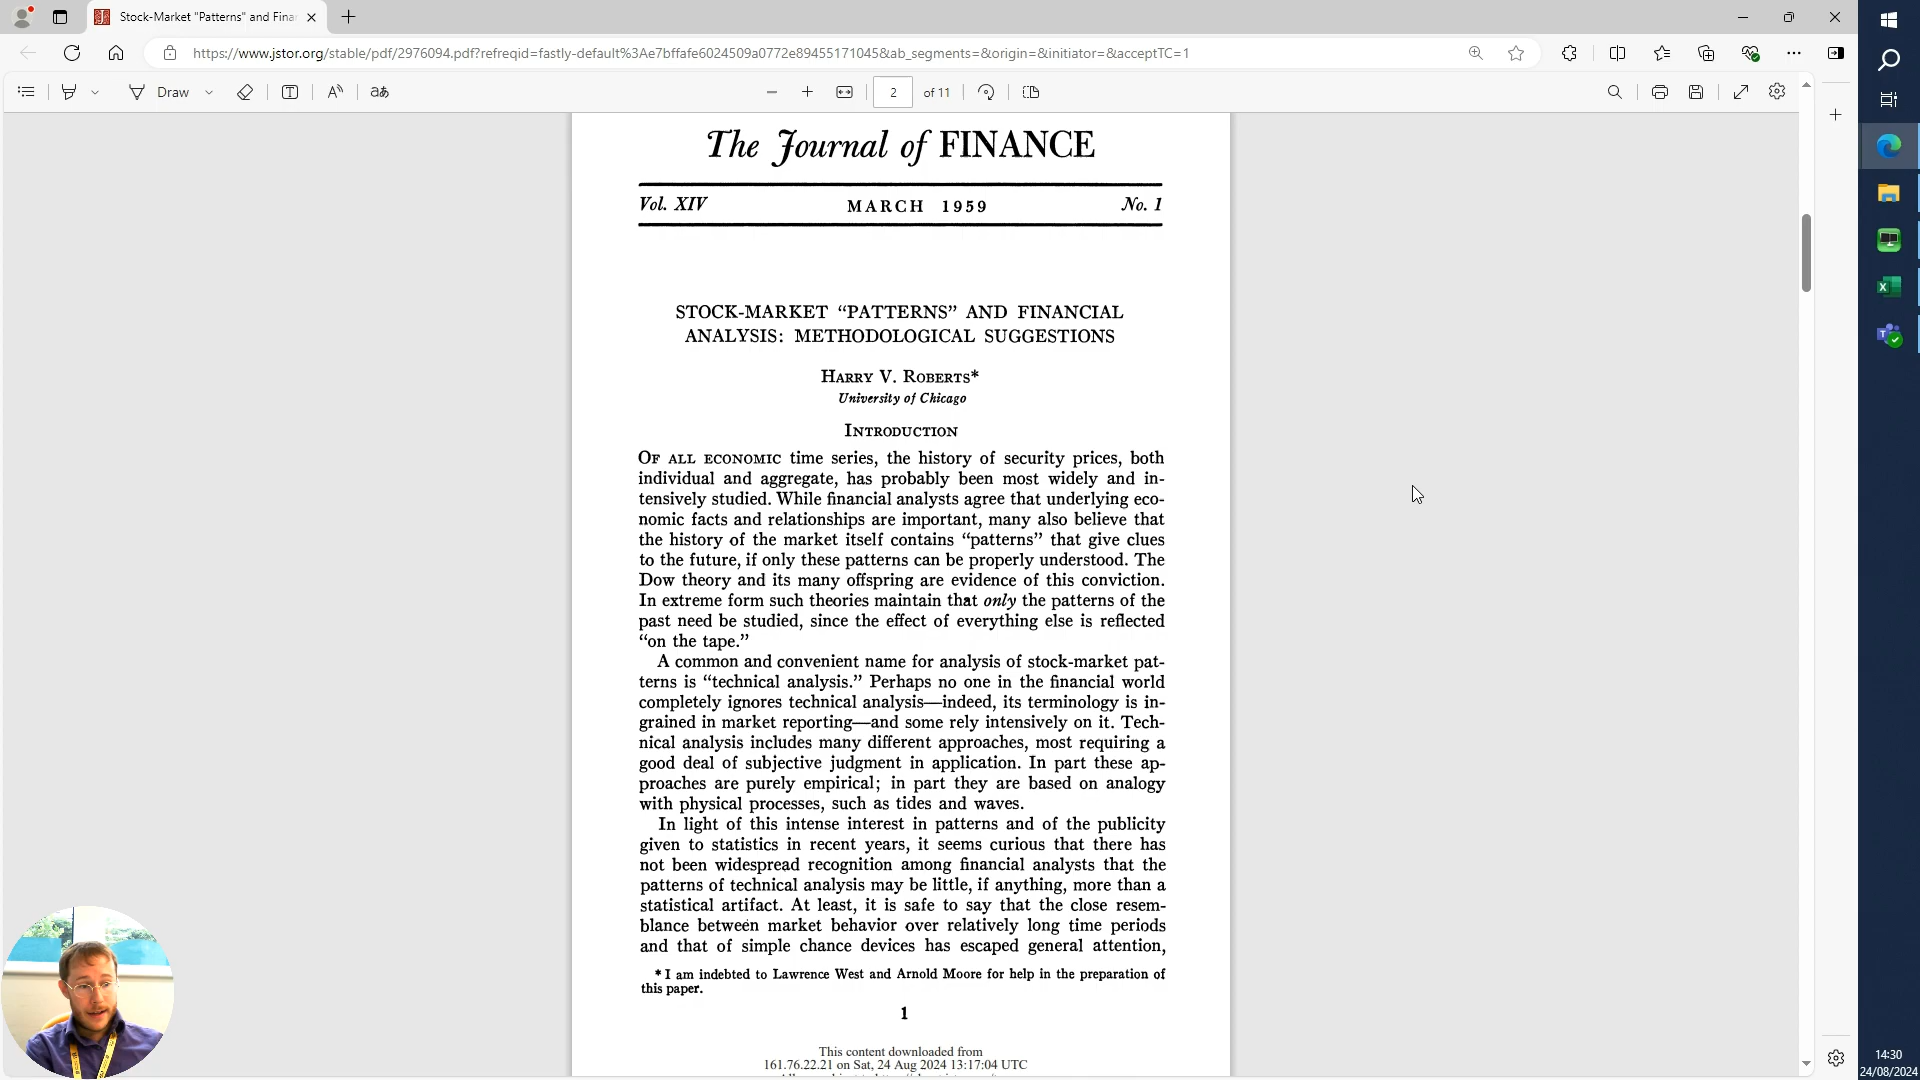 Stock-Market "Patterns" and Fina
https://www.jstor.org/stable/pdf/2976094.pdf?refreqid=fastly-default%3Ae7bffafe6024509a0772e89455171045&ab_segments=&origin=&initiator=&acceptTC=1
Draw
2 of 11
The Journal of FINANCE
Vol. XIV MARCH 1959 No. 1
STOCK-MARKET “PATTERNS” AND FINANCIAL
ANALYSIS: METHODOLOGICAL SUGGESTIONS
HARRY V. ROBERTS*
University of Chicago
INTRODUCTION
OF ALL ECONOMIC time series, the history of security prices, both
individual and aggregate, has probably been most widely and in-
tensively studied. While financial analysts agree that underlying eco-
nomic facts and relationships are important, many also believe that
the history of the market itself contains “patterns” that give clues
to the future, if only these patterns can be properly understood. The
Dow theory and its many offspring are evidence of this conviction.
In extreme form such theories maintain that only the patterns of the
past need be studied, since the effect of everything else is reflected
“on the tape.”
A common and convenient name for analysis of stock-market pat-
terns is “technical analysis.” Perhaps no one in the financial world
completely ignores technical analysis—indeed, its terminology is in-
grained in market reporting—and some rely intensively on it. Tech-
nical analysis includes many different approaches, most requiring a
good deal of subjective judgment in application. In part these ap-
proaches are purely empirical; in part they are based on analogy
with physical processes, such as tides and waves.
In light of this intense interest in patterns and of the publicity
given to statistics in recent years, it seems curious that there has
not been widespread recognition among financial analysts that the
patterns of technical analysis may be little, if anything, more than a
statistical artifact. At least, it is safe to say that the close resem-
blance between market behavior over relatively long time periods
and that of simple chance devices has escaped general attention,
* I am indebted to Lawrence West and Arnold Moore for help in the preparation of
this paper.
1
This content downloaded from
161.76.22.21 on Sat, 24 Aug 2024 13:17:04 UTC
14:30
24/08/2024